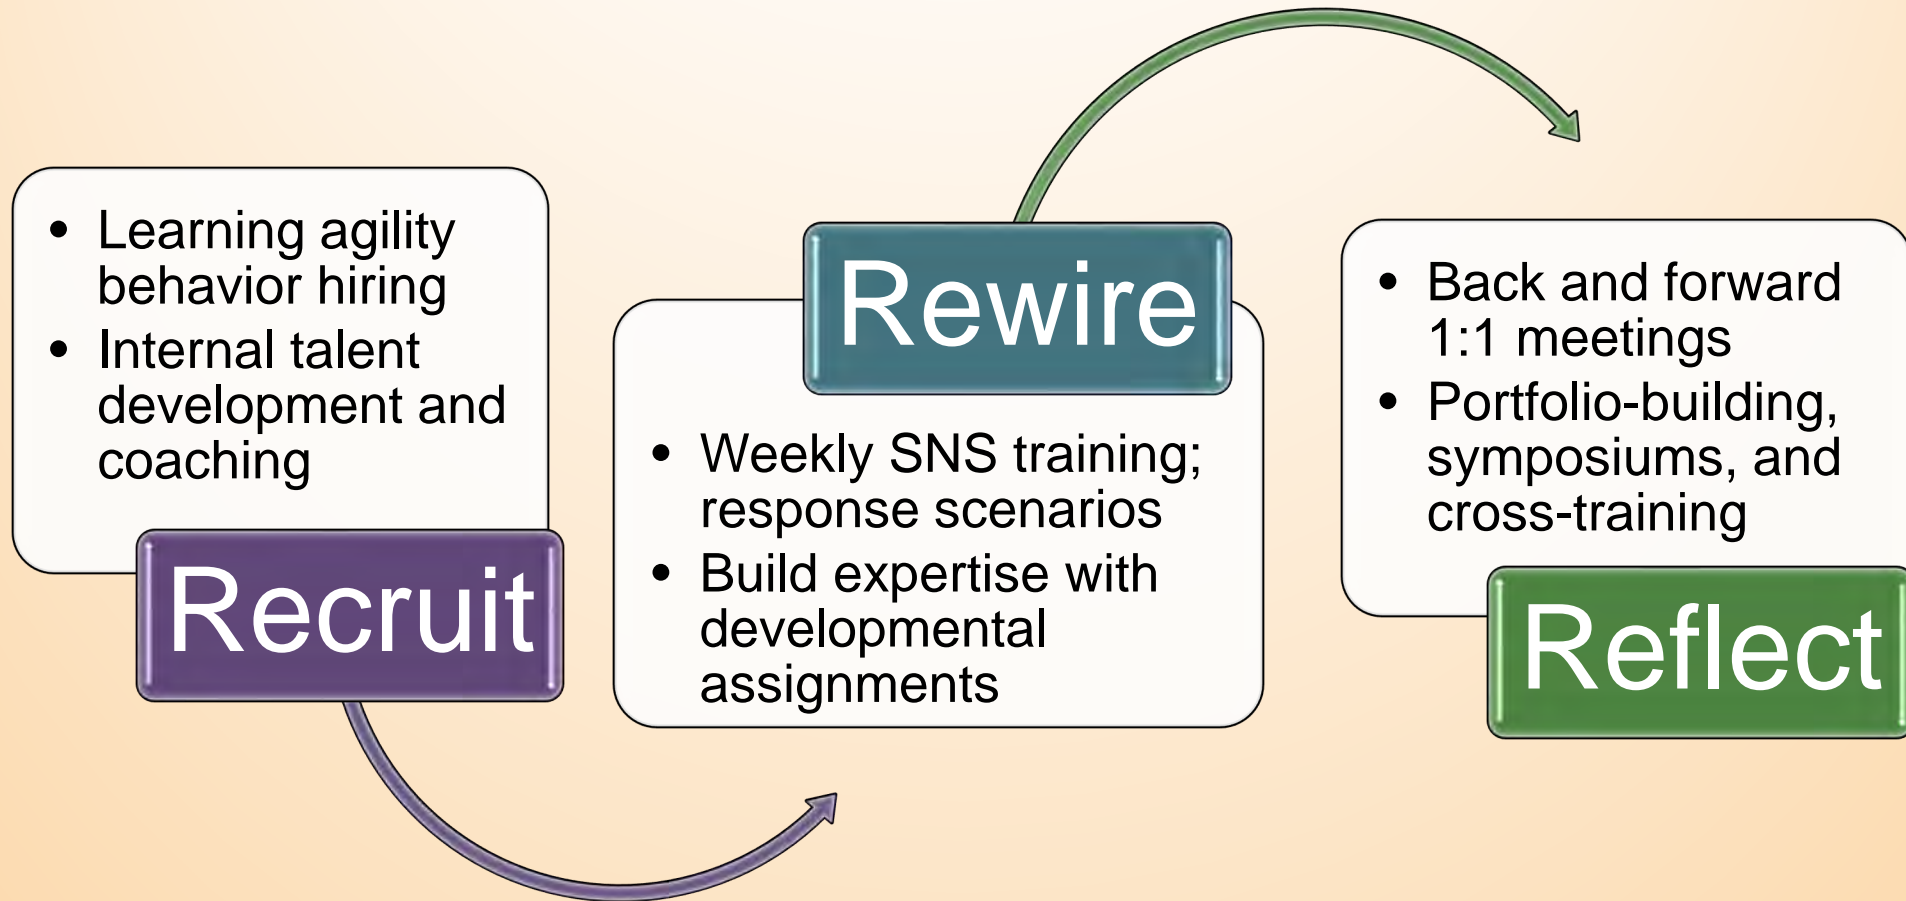 • Learning agility
behavior hiring
• Internal talent
development and
coaching
Recruit
Rewire
• Weekly SNS training;
response scenarios
• Build expertise with
developmental
assignments
• Back and forward
1:1 meetings
• Portfolio-building,
symposiums, and
cross-training
Reflect